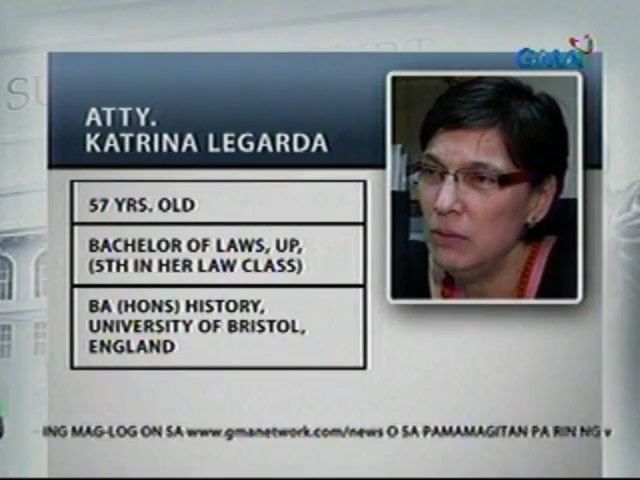 GMA
SU
ATTY.
KATRINA LEGARDA
57 YRS. OLD
BACHELOR OF LAWS, UP,
(5TH IN HER LAW CLASS)
BA (HONS) HISTORY,
UNIVERSITY OF BRISTOL,
ENGLAND
ING MAG-LOG ON SA www.gmanetwork.com/news O SA PAMAMAGITAN PA RIN NG